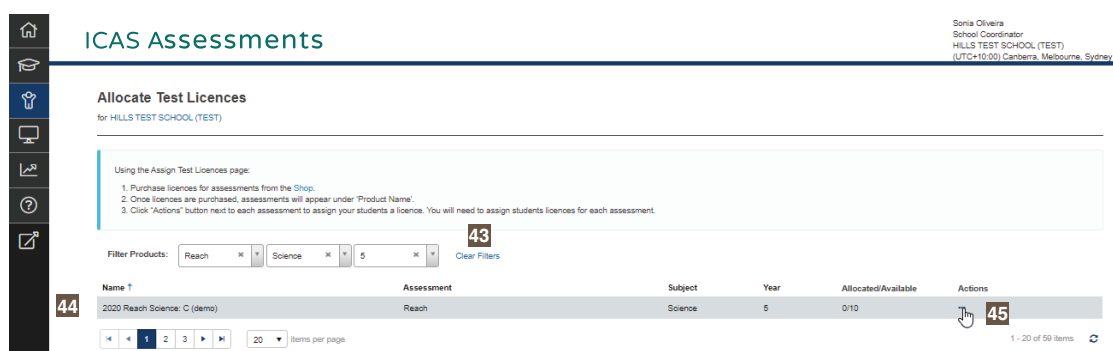 Sonia Oliveira
School Coordinator
HILLS TEST SCHOOL (TEST)
(UTC+10:00) Canberra, Melbourne, Sydney
ICAS Assessments
Allocate Test Licences
for HILLS TEST SCHOOL (TEST)
Using the Assign Test Licences page:
1. Purchase licences for assessments from the Shop.
2. Once licences are purchased, assessments will appear under 'Product Name'.
3. Click "Actions" button next to each assessment to assign your students a licence. You will need to assign students licences for each assessment.
43
Filter Products: Reach Science 5 Clear Filters
Name ↑ Assessment Subject Year Allocated/Available Actions
44 2020 Reach Science: C (demo) Reach Science 5 0/10 45
1 2 3 20 items per page 1 - 20 of 59 items